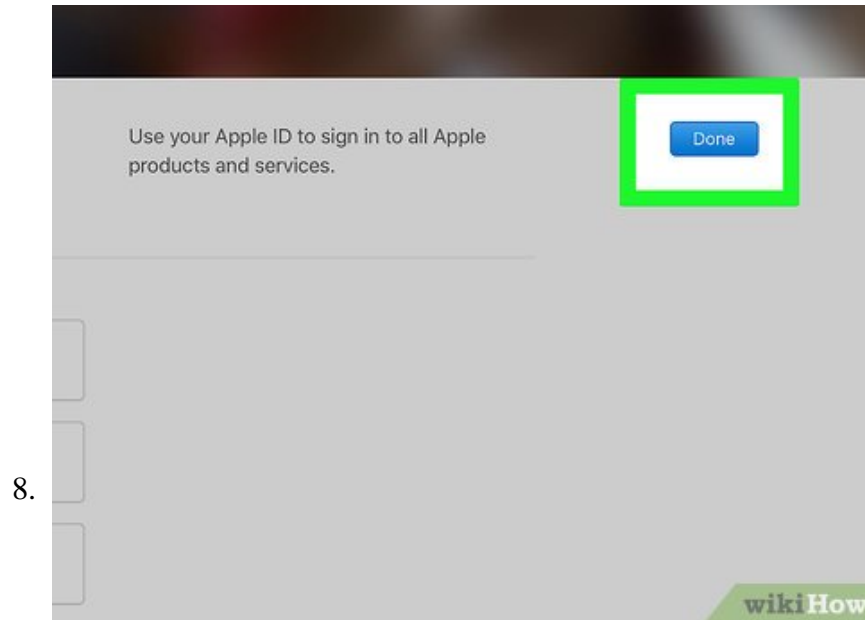 Use your Apple ID to sign in to all Apple
products and services.
Done
8.
wikiHow